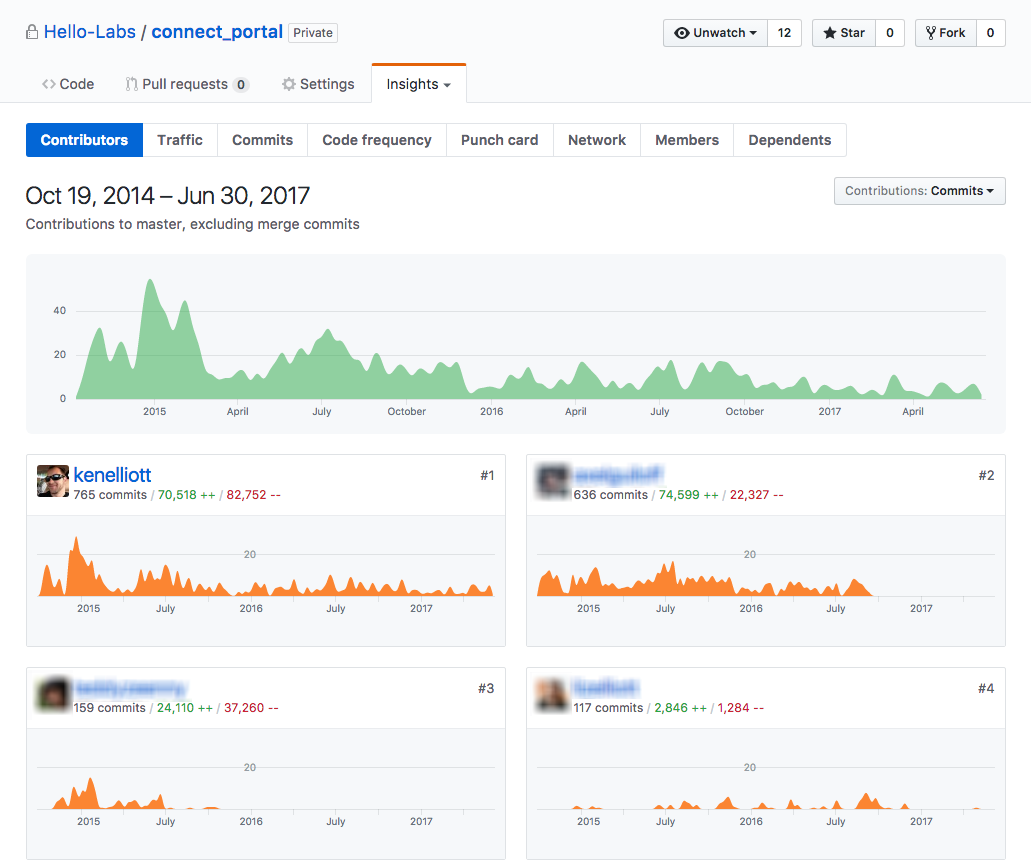 Hello-Labs / connect_portal Private
Unwatch 12 Star 0 Fork 0
Code Pull requests 0 Settings Insights
Contributors Traffic Commits Code frequency Punch card Network Members Dependents
Oct 19, 2014 – Jun 30, 2017
Contributions: Commits
Contributions to master, excluding merge commits
40
20
0
2015 April July October 2016 April July October 2017 April
kenelliott #1
765 commits / 70,518 ++ / 82,752 --
20
2015 July 2016 July 2017
#2
636 commits / 74,599 ++ / 22,327 --
20
2015 July 2016 July 2017
#3
159 commits / 24,110 ++ / 37,260 --
20
2015 July 2016 July 2017
#4
117 commits / 2,846 ++ / 1,284 --
20
2015 July 2016 July 2017